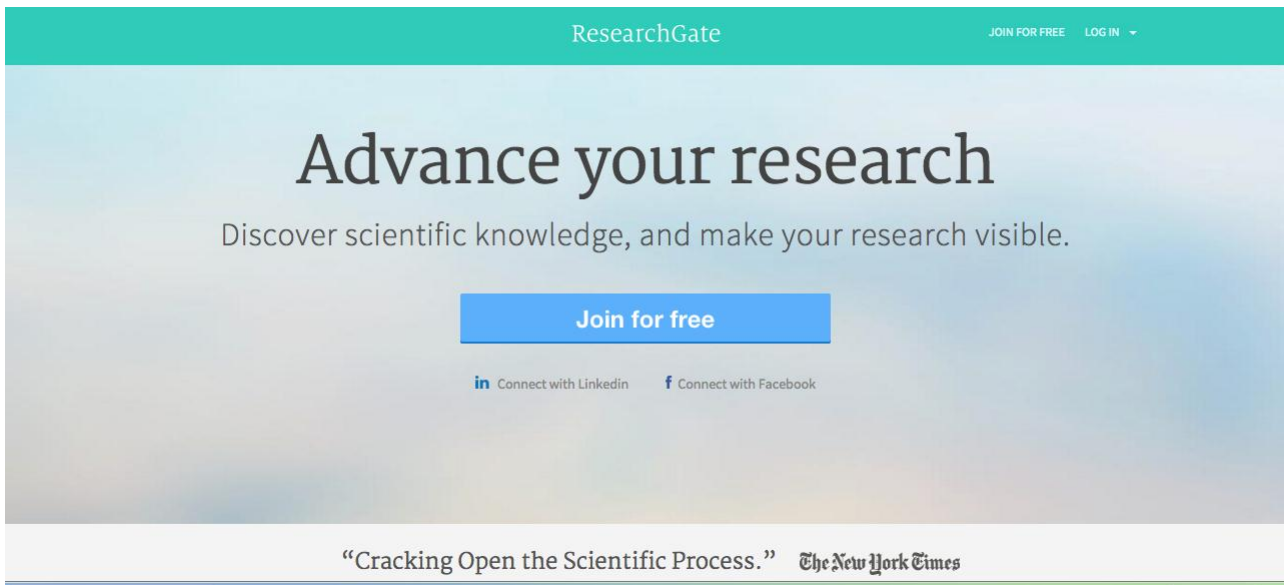 ResearchGate
JOIN FOR FREE LOG IN
Advance your research
Discover scientific knowledge, and make your research visible.
Join for free
in Connect with Linkedin f Connect with Facebook
“Cracking Open the Scientific Process.” The New York Times